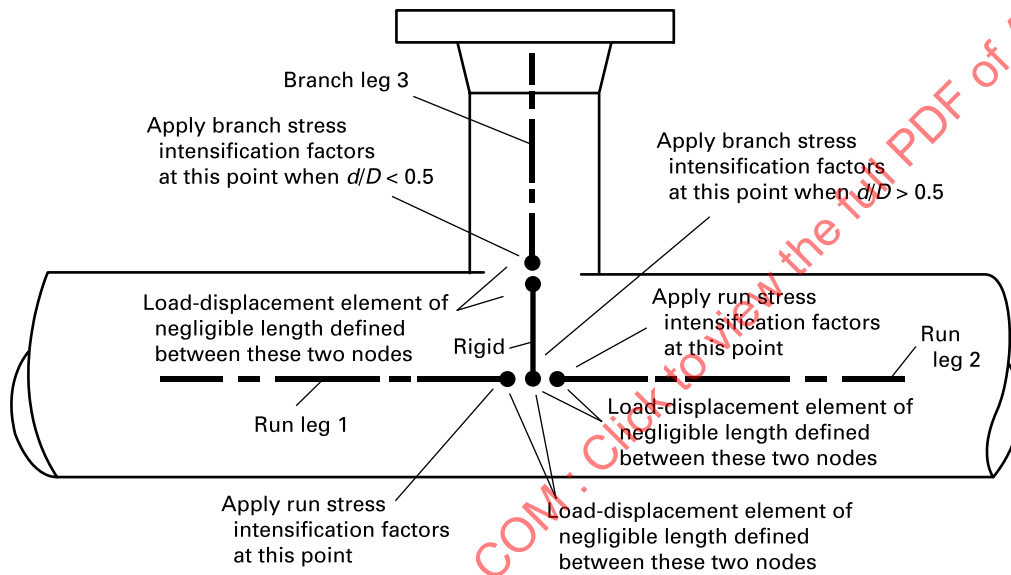 Branch leg 3
Apply branch stress
intensification factors
at this point when d/D < 0.5
Apply branch stress
intensification factors
at this point when d/D > 0.5
Load-displacement element of
negligible length defined
between these two nodes
Rigid
Apply run stress
intensification factors
at this point
Run
leg 2
Run leg 1
Load-displacement element of
negligible length defined
between these two nodes
Apply run stress
intensification factors
at this point
Load-displacement element of
negligible length defined
between these two nodes
COM : Click to view the full PDF of